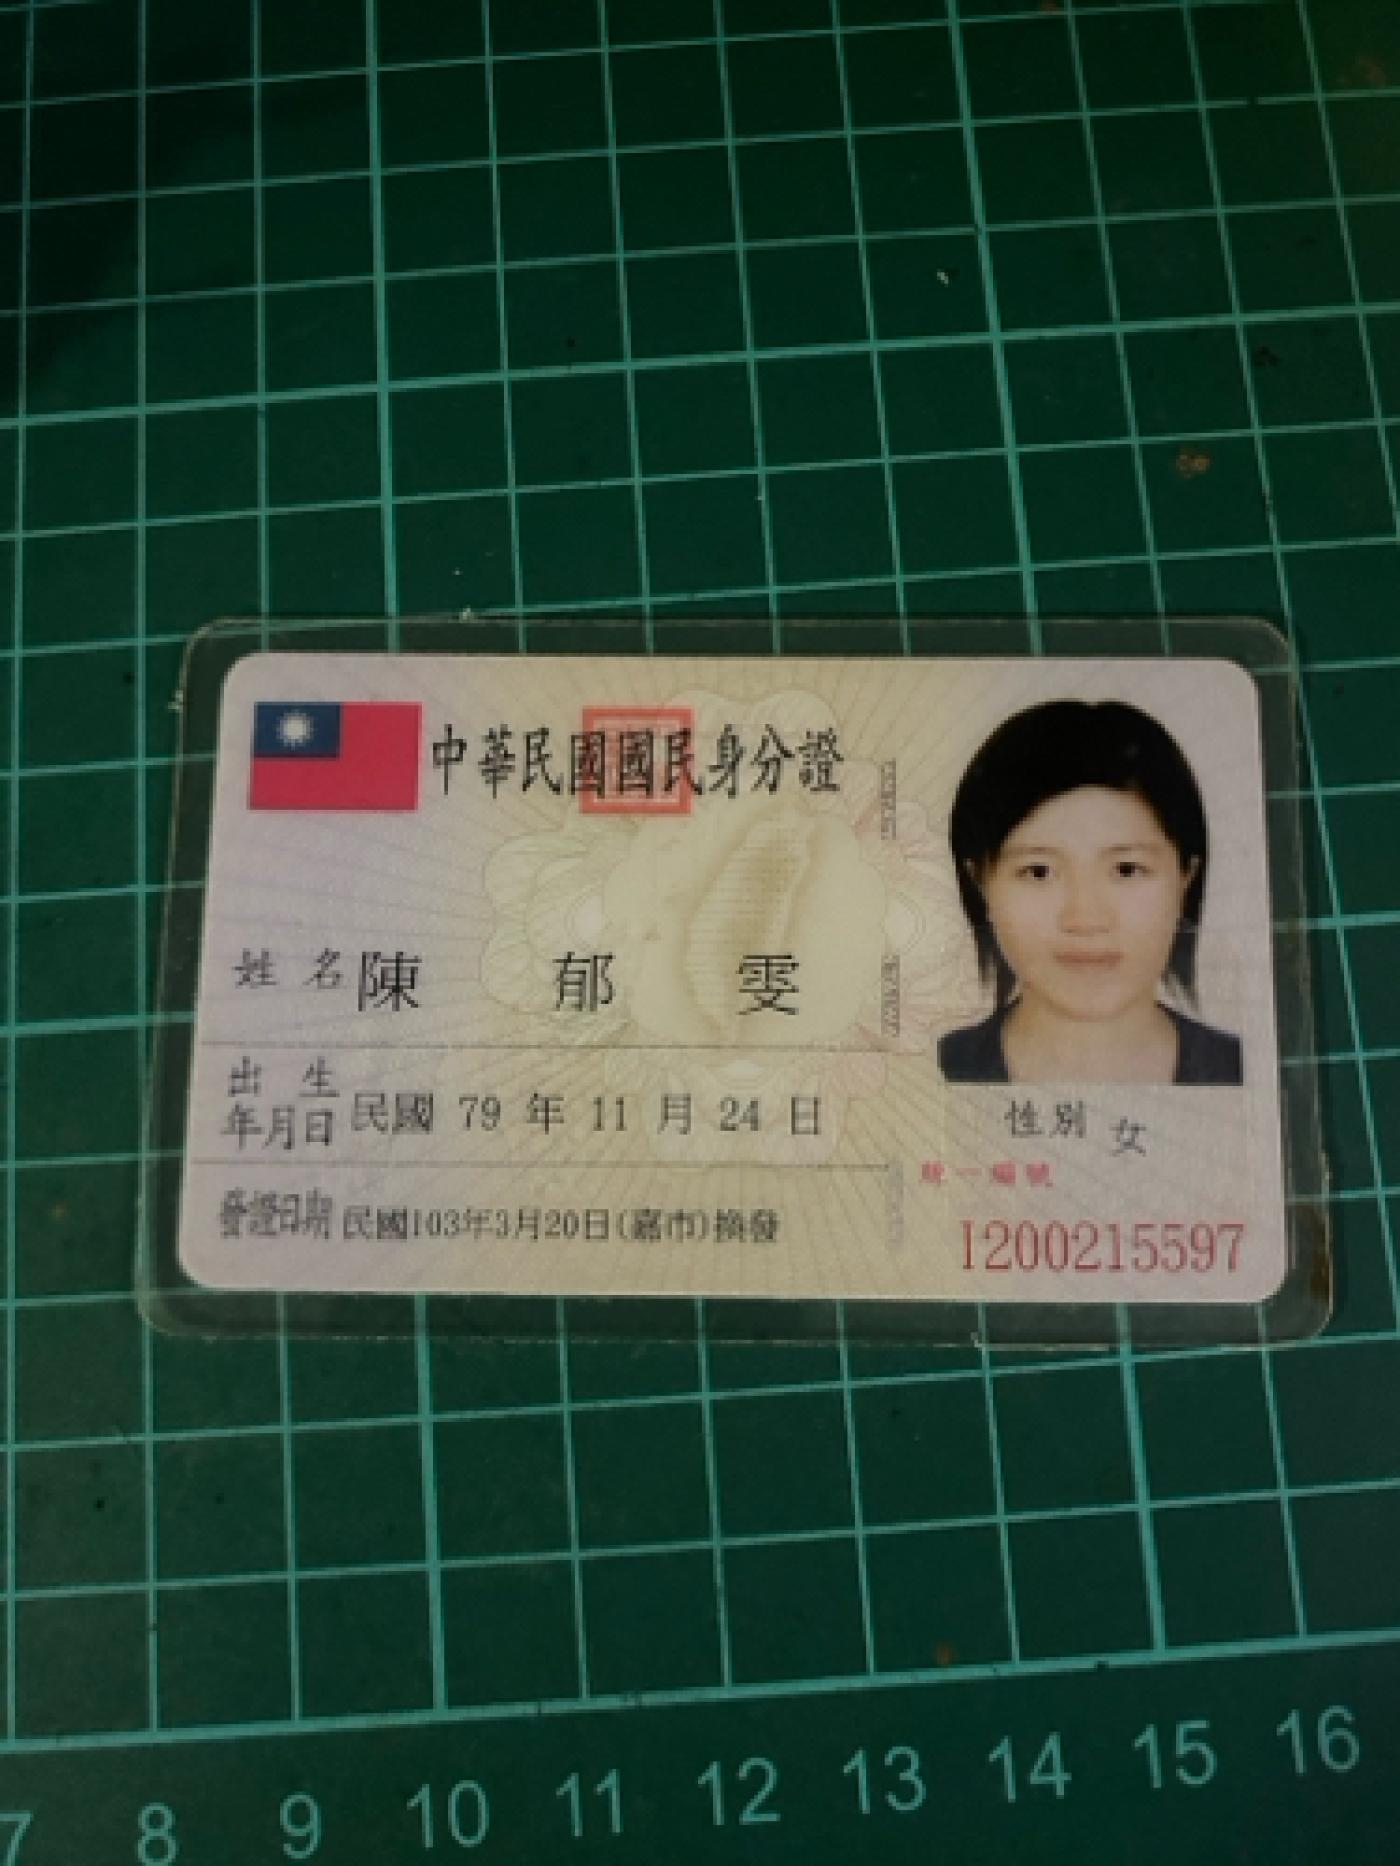 中華民國國民身分證
姓名 陳 郁 雯
出生年月日 民國 79 年 11 月 24 日
發證日期 民國103年3月20日(嘉市)換發
性別 女
統一編號
I200215597
7 8 9 10 11 12 13 14 15 16